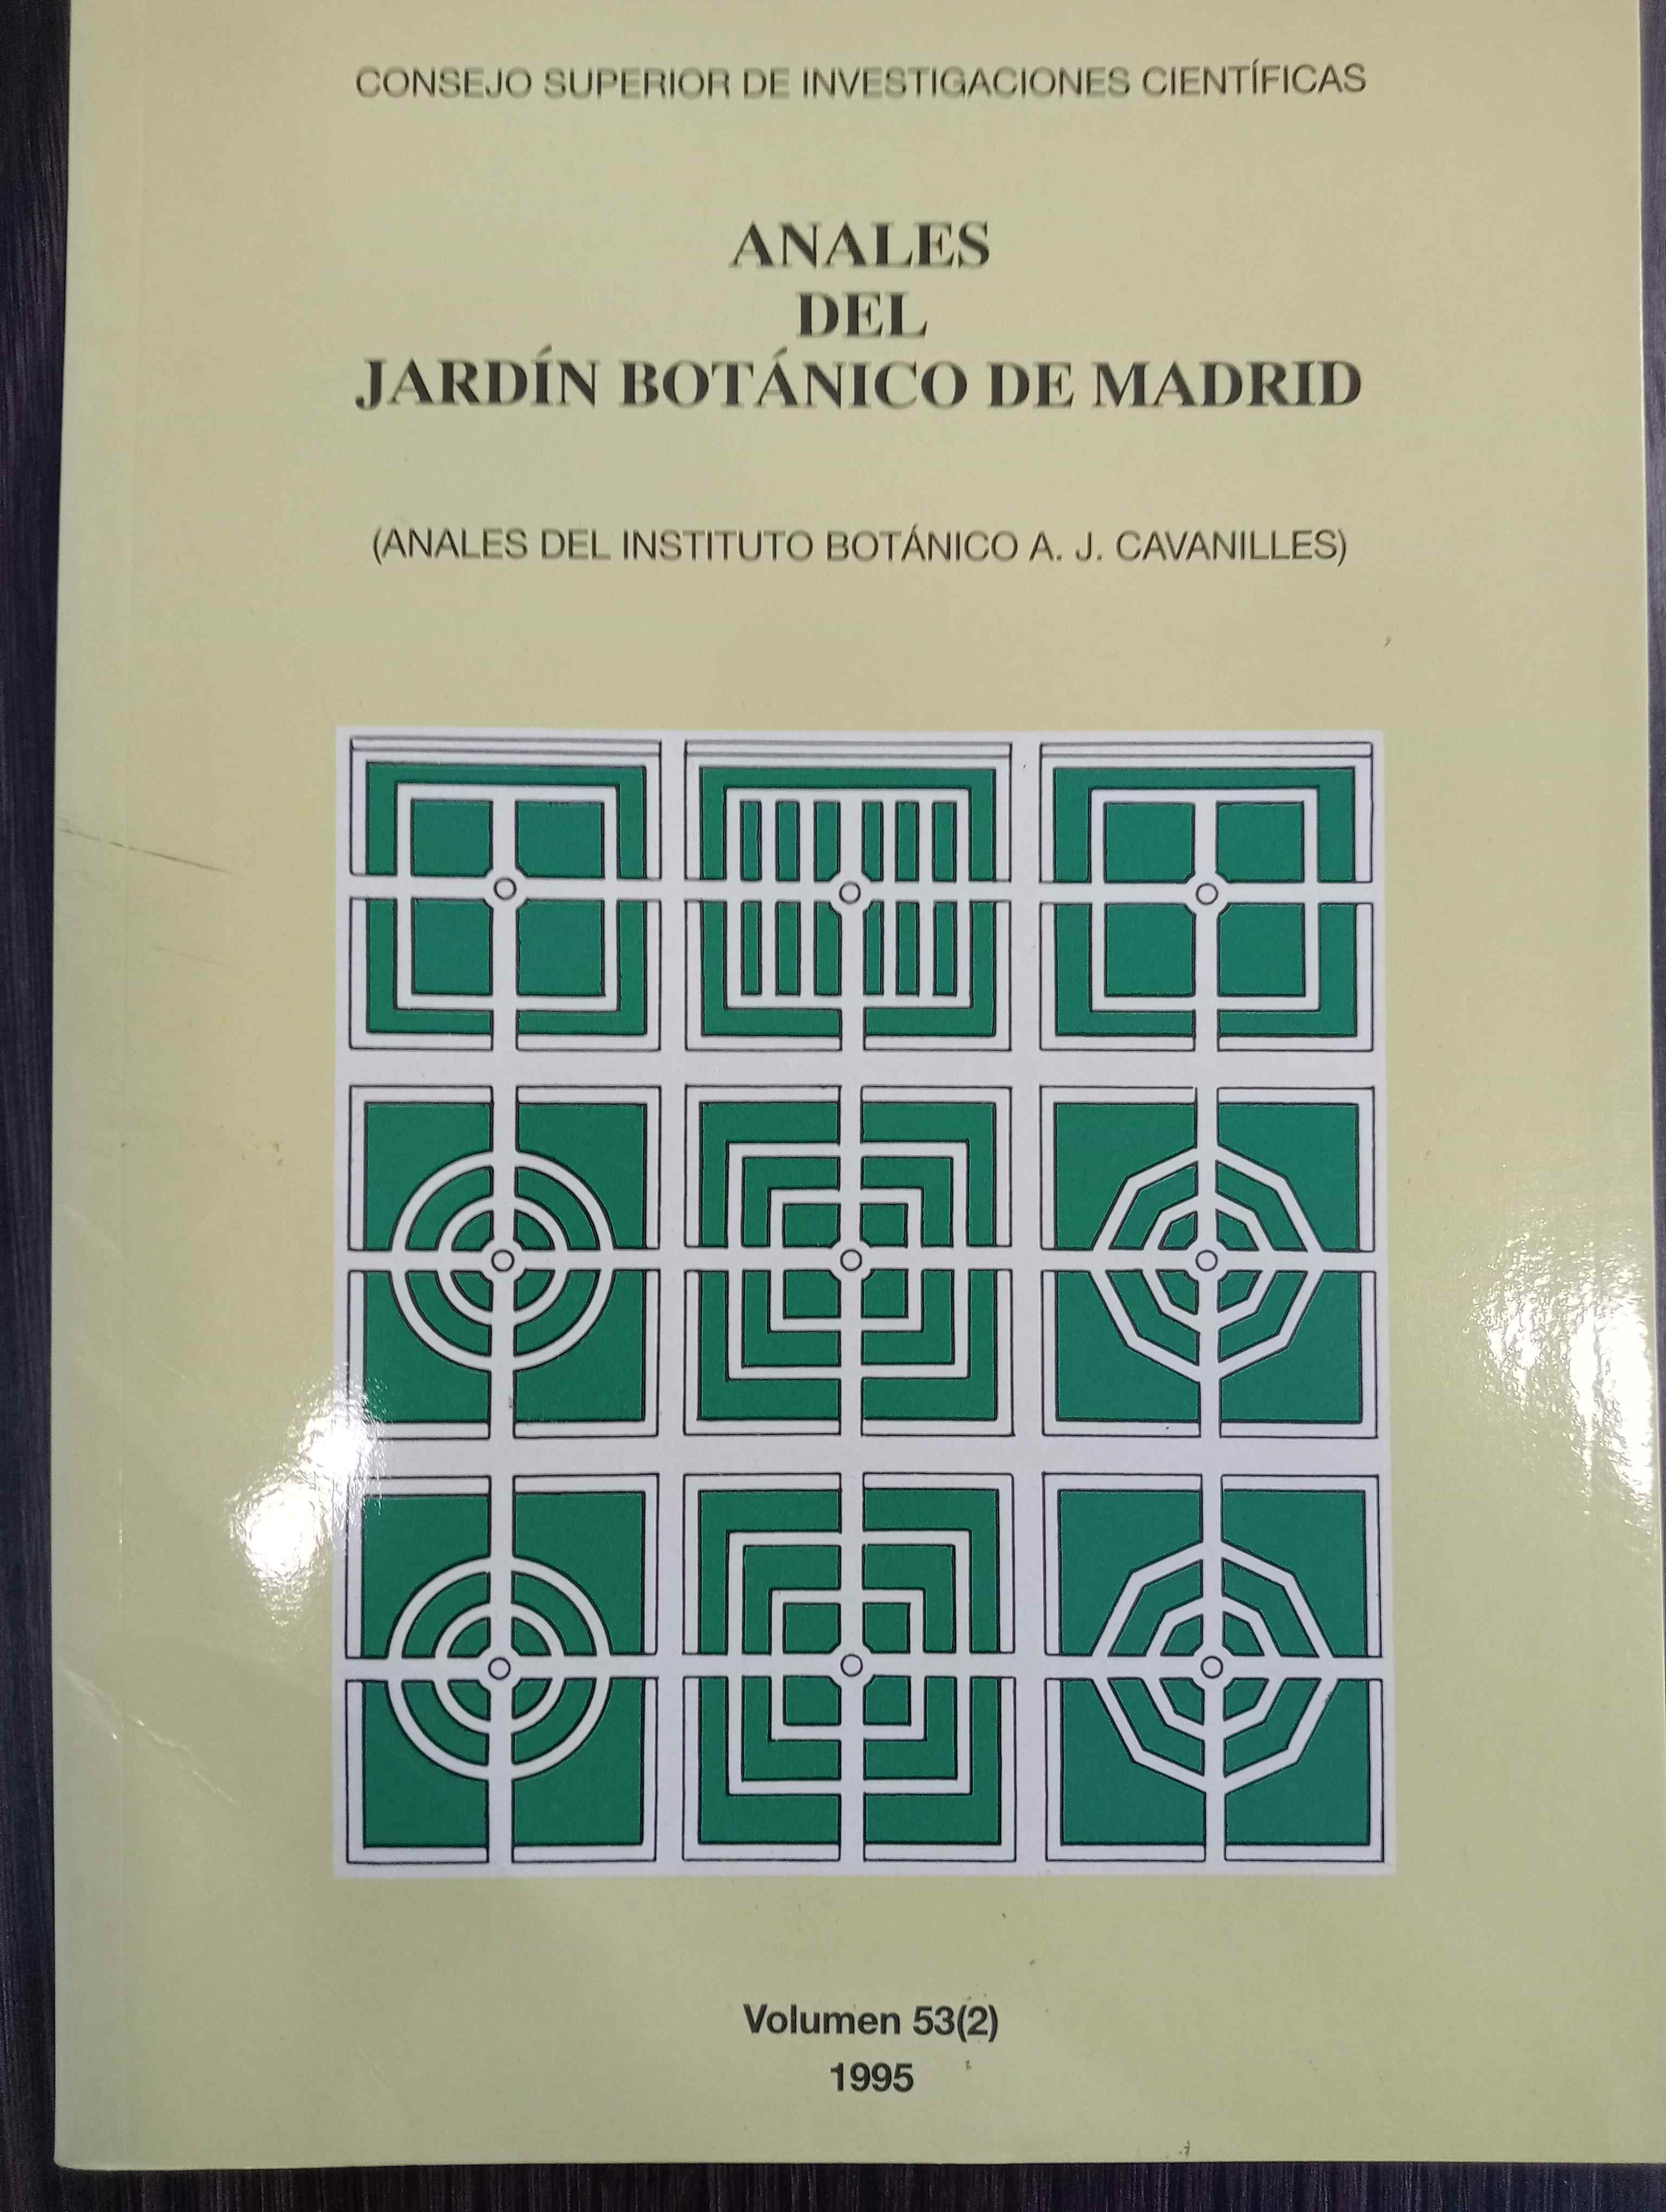 CONSEJO SUPERIOR DE INVESTIGACIONES CIENTÍFICAS
ANALES
DEL
JARDÍN BOTÁNICO DE MADRID
(ANALES DEL INSTITUTO BOTÁNICO A. J. CAVANILLES)
Volumen 53(2)
1995